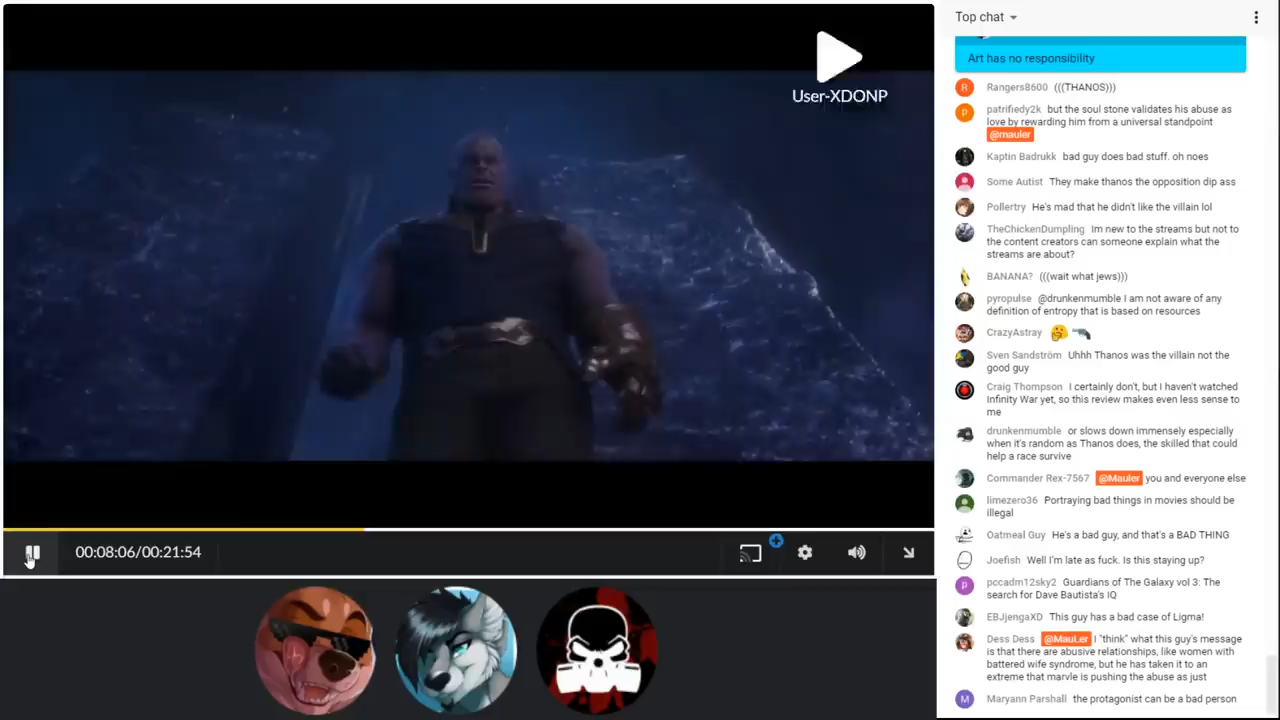 User-XDONP
00:08:06/00:21:54
Top chat
Art has no responsibility
Rangers8600 (((THANOS)))
patrifiedy2k but the soul stone validates his abuse as
love by rewarding him from a universal standpoint
@mauler
Kaptin Badrukk bad guy does bad stuff. oh noes
Some Autist They make thanos the opposition dip ass
Pollertry He's mad that he didn't like the villain lol
TheChickenDumpling Im new to the streams but not to
the content creators can someone explain what the
streams are about?
BANANA? (((wait what jews)))
pyropulse @drunkenmumble I am not aware of any
definition of entropy that is based on resources
CrazyAstray 🤔🔫
Sven Sandström Uhhh Thanos was the villain not the
good guy
Craig Thompson I certainly don't, but I haven't watched
Infinity War yet, so this review makes even less sense to
me
drunkenmumble or slows down immensely especially
when it's random as Thanos does, the skilled that could
help a race survive
Commander Rex-7567 @Mauler you and everyone else
limezero36 Portraying bad things in movies should be
illegal
Oatmeal Guy He's a bad guy, and that's a BAD THING
Joefish Well I'm late as fuck. Is this staying up?
pccadm12sky2 Guardians of The Galaxy vol 3: The
search for Dave Bautista's IQ
EBJjengaXD This guy has a bad case of Ligma!
Dess Dess @MauLer I "think" what this guy's message
is that there are abusive relationships, like women with
battered wife syndrome, but he has taken it to an
extreme that marvle is pushing the abuse as just
Maryann Parshall the protagonist can be a bad person